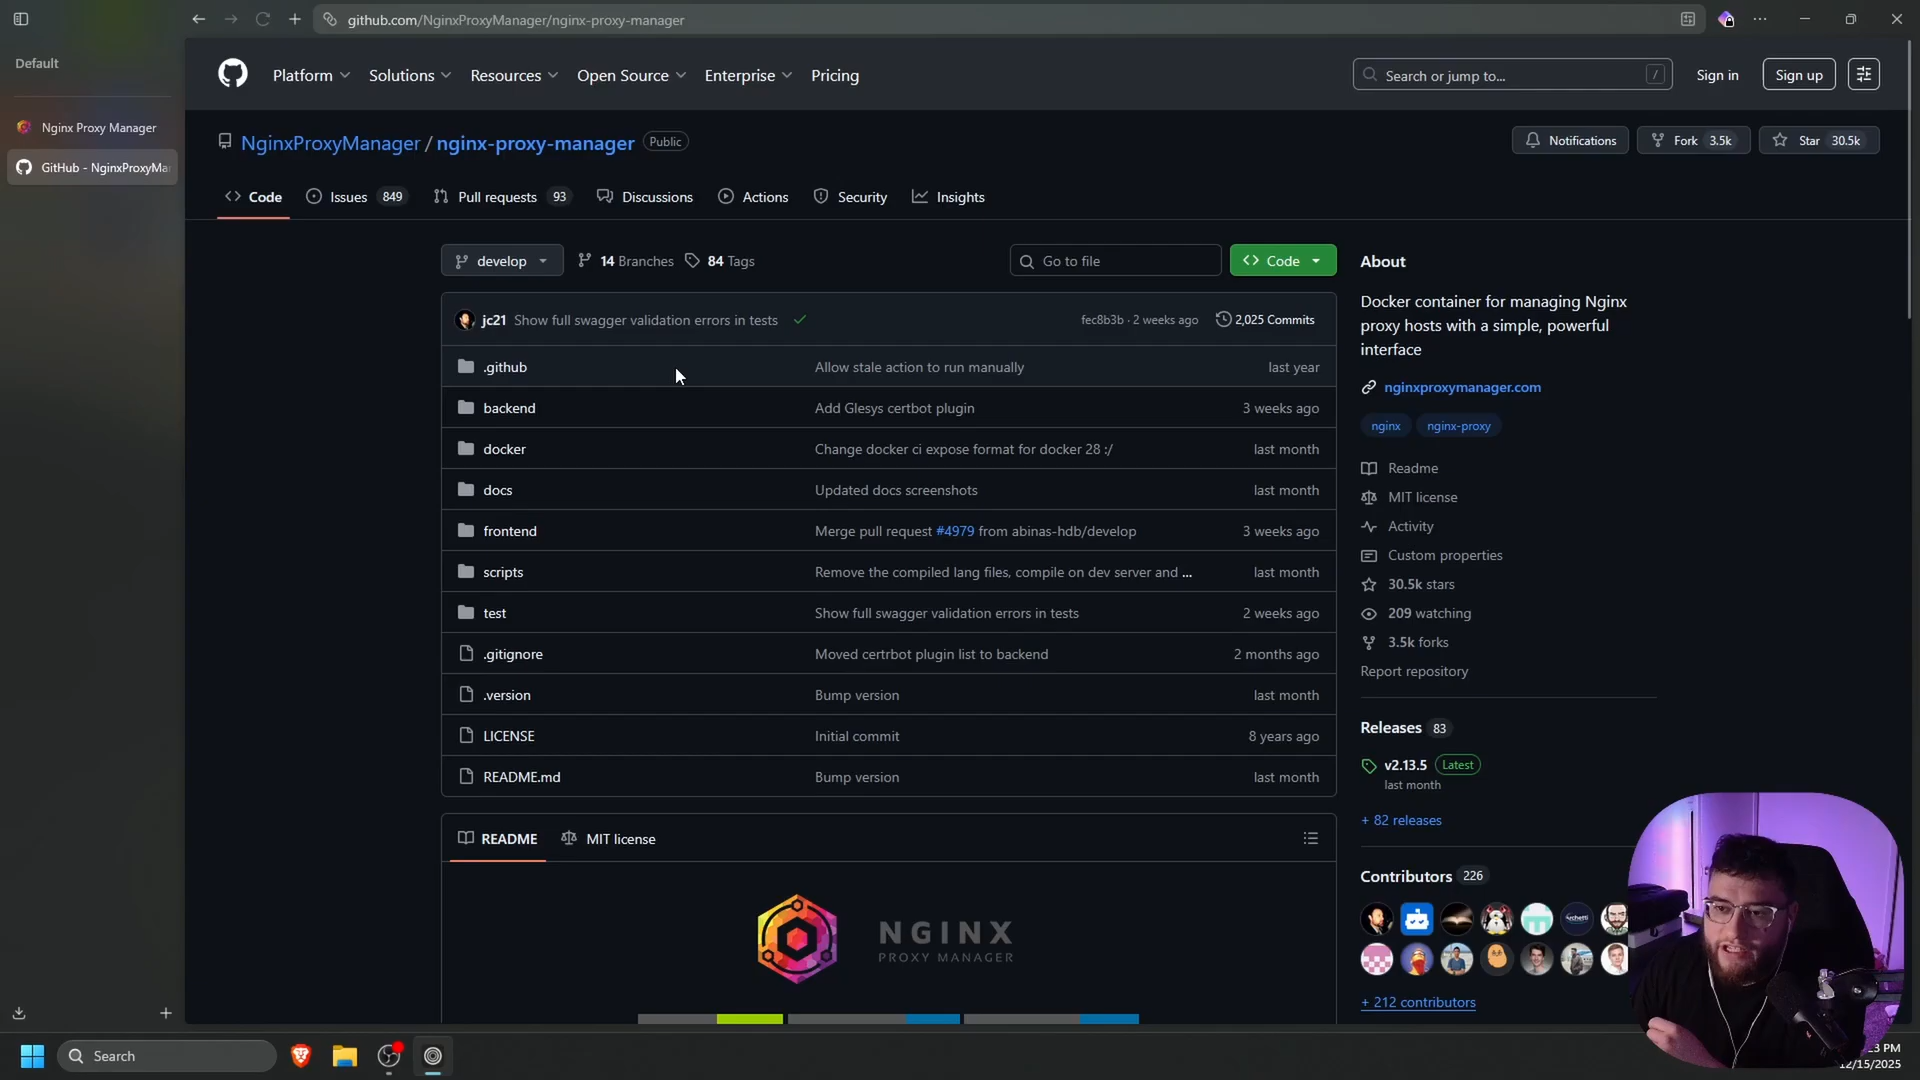 github.com/NginxProxyManager/nginx-proxy-manager
Default
Nginx Proxy Manager
GitHub - NginxProxyMa
Platform
Solutions
Resources
Open Source
Enterprise
Pricing
Search or jump to...
/
Sign in
Sign up
NginxProxyManager / nginx-proxy-manager
Public
Notifications
Fork 3.5k
Star 30.5k
Code
Issues 849
Pull requests 93
Discussions
Actions
Security
Insights
develop
14 Branches
84 Tags
Go to file
Code
jc21 Show full swagger validation errors in tests
fec8b3b · 2 weeks ago
2,025 Commits
.github Allow stale action to run manually last year
backend Add Glesys certbot plugin 3 weeks ago
docker Change docker ci expose format for docker 28 :/ last month
docs Updated docs screenshots last month
frontend Merge pull request #4979 from abinas-hdb/develop 3 weeks ago
scripts Remove the compiled lang files, compile on dev server and ... last month
test Show full swagger validation errors in tests 2 weeks ago
.gitignore Moved certrbot plugin list to backend 2 months ago
.version Bump version last month
LICENSE Initial commit 8 years ago
README.md Bump version last month
README
MIT license
NGINX
PROXY MANAGER
About
Docker container for managing Nginx
proxy hosts with a simple, powerful
interface
nginxproxymanager.com
nginx
nginx-proxy
Readme
MIT license
Activity
Custom properties
30.5k stars
209 watching
3.5k forks
Report repository
Releases 83
v2.13.5 Latest
last month
+ 82 releases
Contributors 226
+ 212 contributors
Search
3 PM
12/15/2025